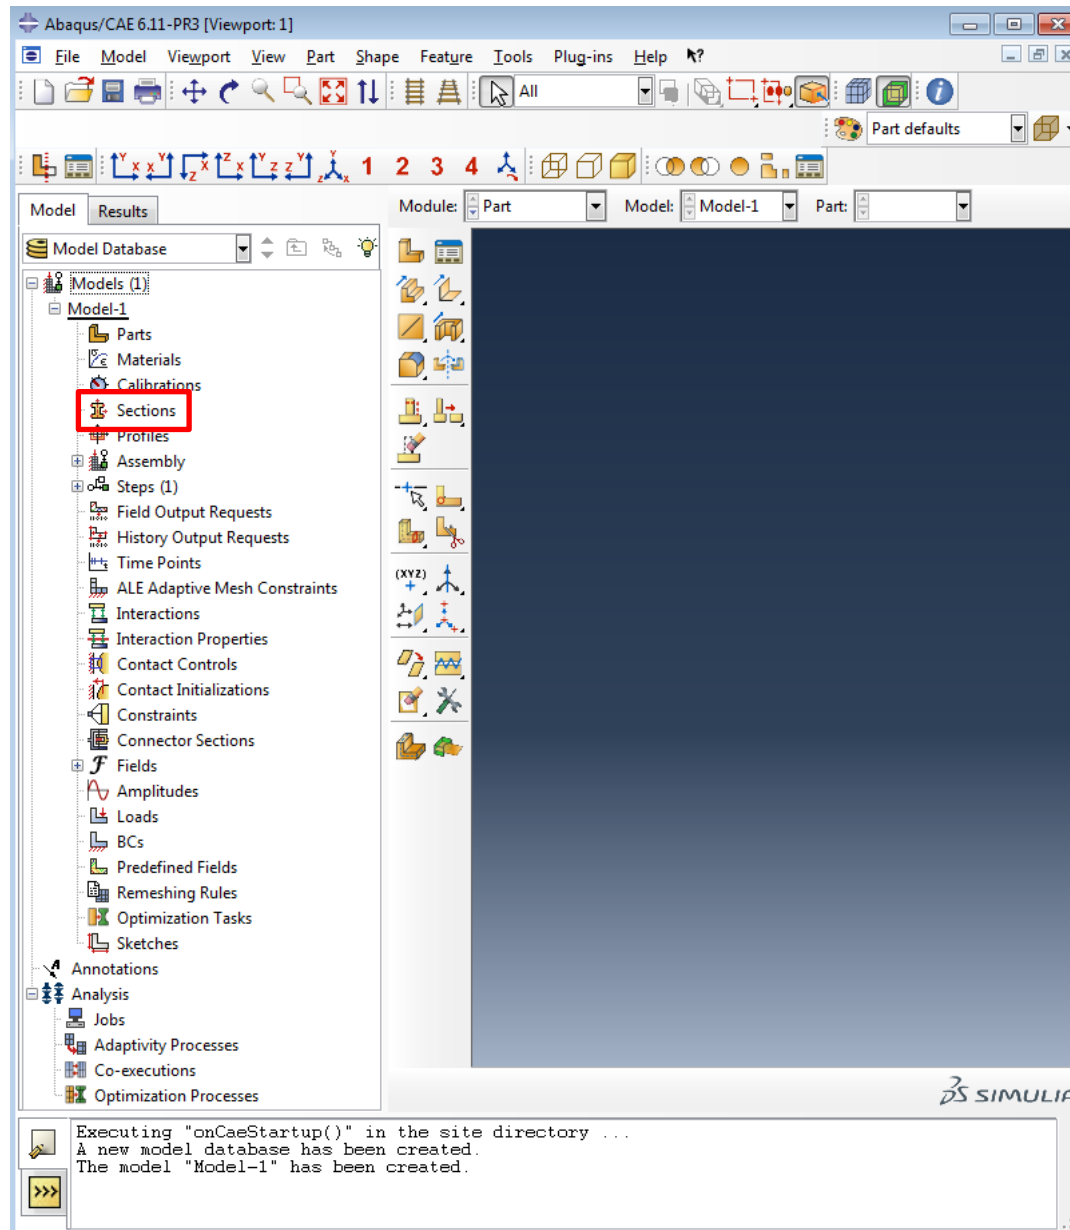 Abaqus/CAE 6.11-PR3 [Viewport: 1]
File Model Viewport View Part Shape Feature Tools Plug-ins Help
All
Part defaults
1 2 3 4
Model Results
Module: Part Model: Model-1 Part:
Model Database
Models (1)
Model-1
Parts
Materials
Calibrations
Sections
Profiles
Assembly
Steps (1)
Field Output Requests
History Output Requests
Time Points
ALE Adaptive Mesh Constraints
Interactions
Interaction Properties
Contact Controls
Contact Initializations
Constraints
Connector Sections
Fields
Amplitudes
Loads
BCs
Predefined Fields
Remeshing Rules
Optimization Tasks
Sketches
Annotations
Analysis
Jobs
Adaptivity Processes
Co-executions
Optimization Processes
(XYZ)
SIMULIA
Executing "onCaeStartup()" in the site directory ...
A new model database has been created.
The model "Model-1" has been created.
>>>